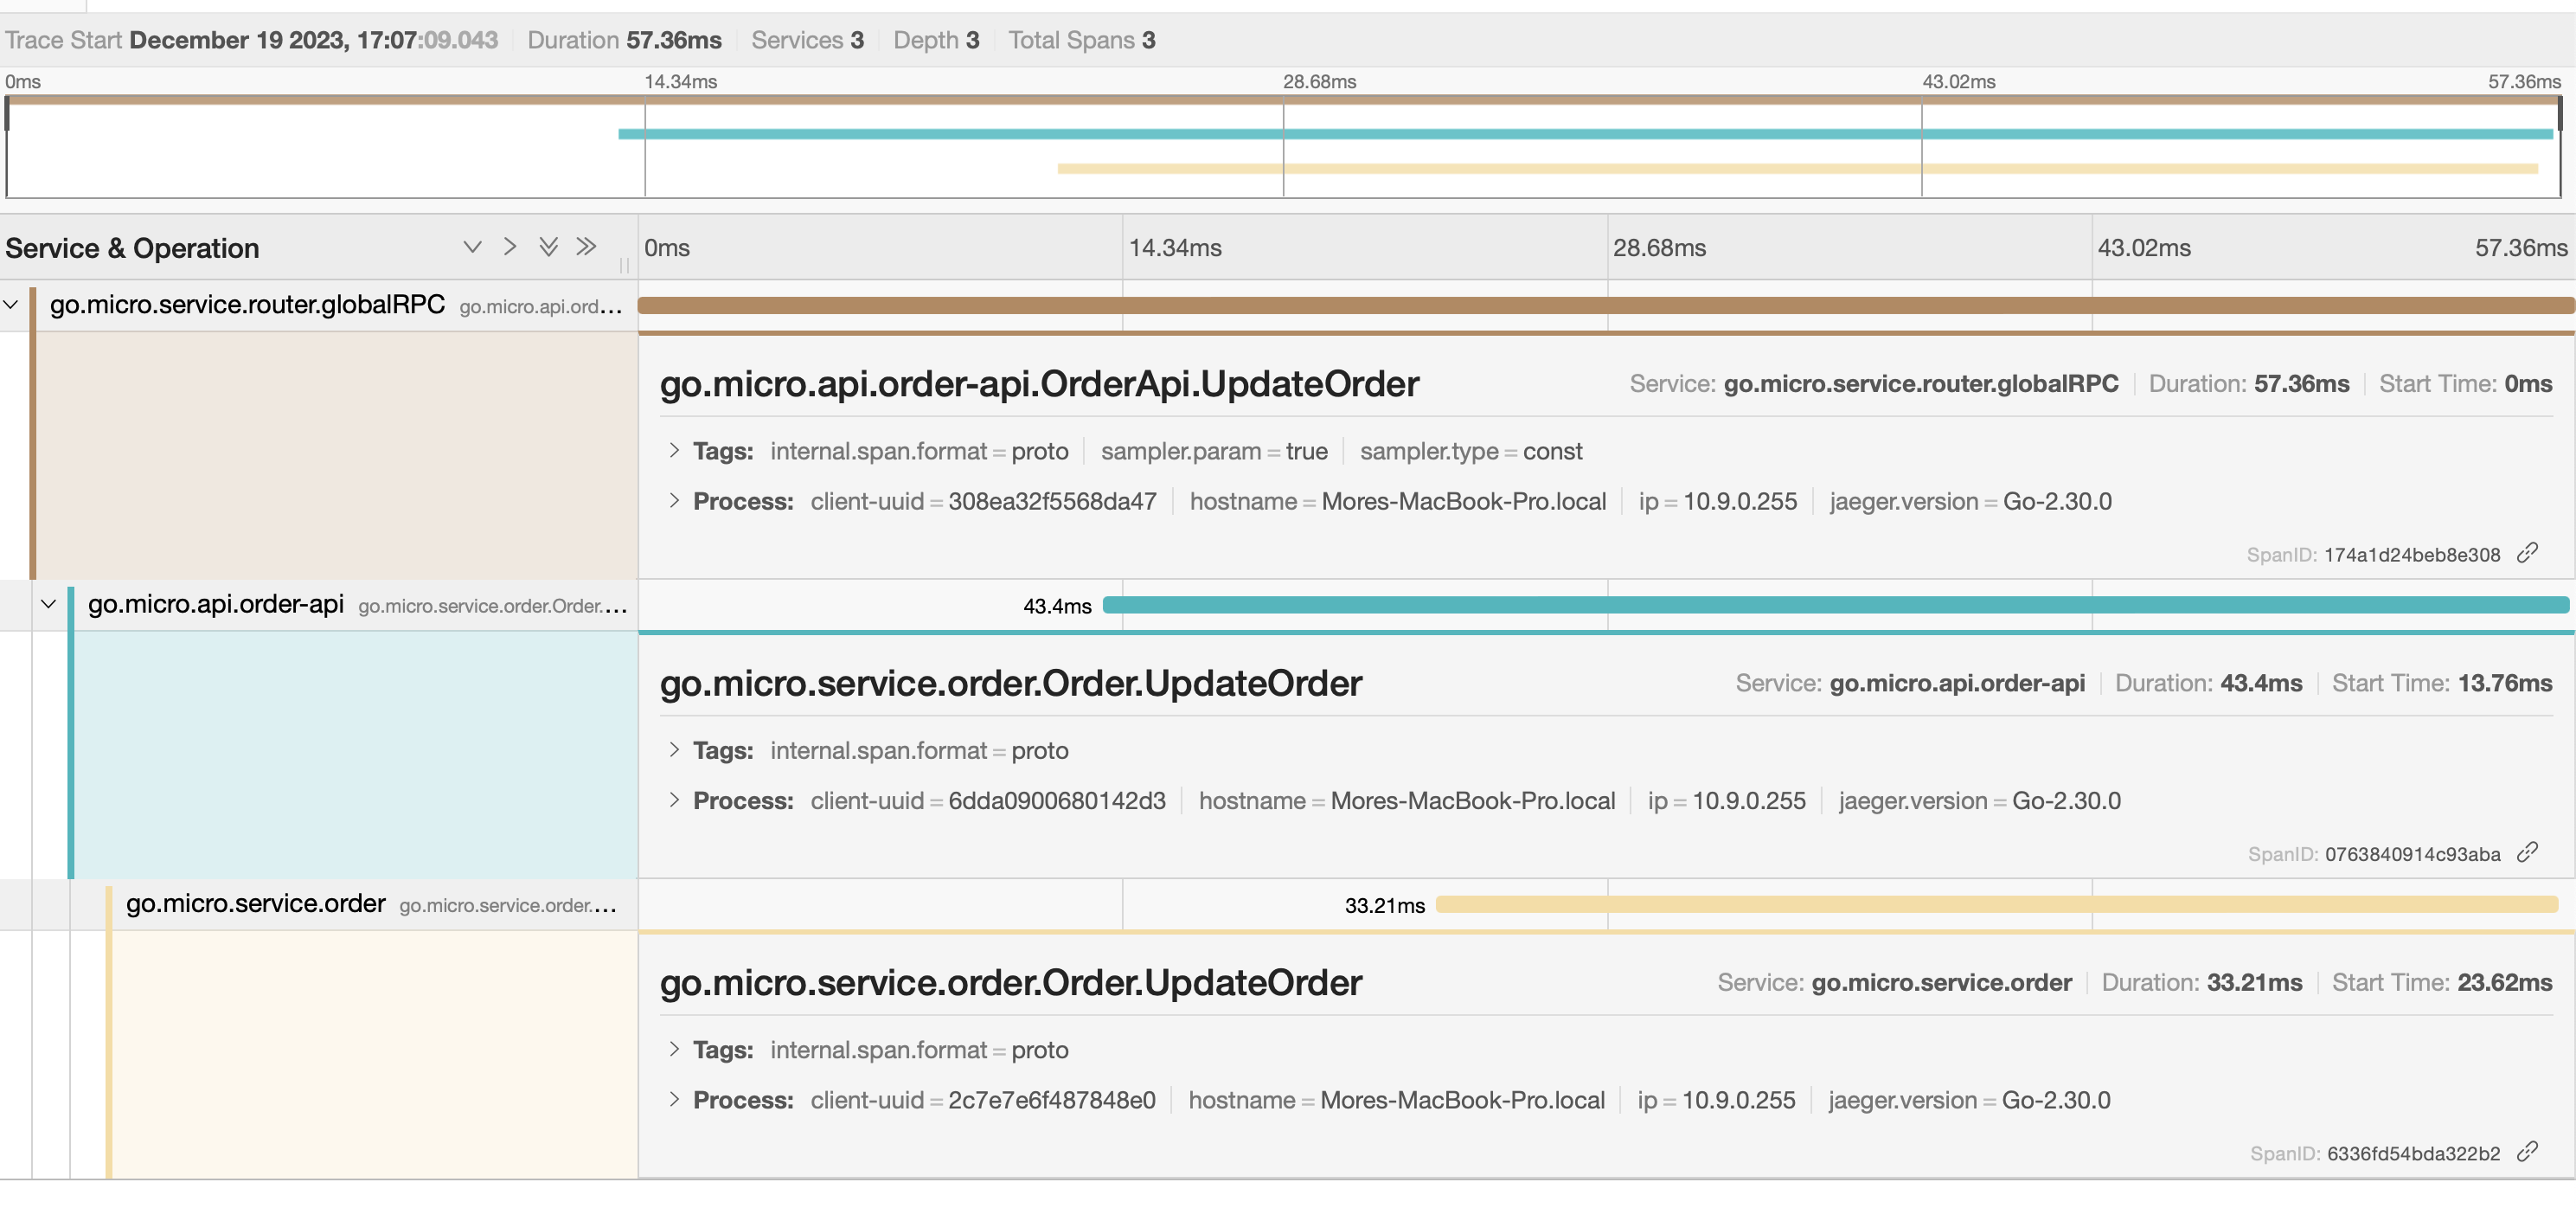 Trace Start December 19 2023, 17:07:09.043 Duration 57.36ms Services 3 Depth 3 Total Spans 3
0ms 14.34ms 28.68ms 43.02ms 57.36ms
Service & Operation 0ms 14.34ms 28.68ms 43.02ms 57.36ms
go.micro.service.router.globalRPC go.micro.api.ord...
go.micro.api.order-api.OrderApi.UpdateOrder Service: go.micro.service.router.globalRPC Duration: 57.36ms Start Time: 0ms
Tags: internal.span.format = proto sampler.param = true sampler.type = const
Process: client-uuid = 308ea32f5568da47 hostname = Mores-MacBook-Pro.local ip = 10.9.0.255 jaeger.version = Go-2.30.0
SpanID: 174a1d24beb8e308
go.micro.api.order-api go.micro.service.order.Order.... 43.4ms
go.micro.service.order.Order.UpdateOrder Service: go.micro.api.order-api Duration: 43.4ms Start Time: 13.76ms
Tags: internal.span.format = proto
Process: client-uuid = 6dda0900680142d3 hostname = Mores-MacBook-Pro.local ip = 10.9.0.255 jaeger.version = Go-2.30.0
SpanID: 0763840914c93aba
go.micro.service.order go.micro.service.order.... 33.21ms
go.micro.service.order.Order.UpdateOrder Service: go.micro.service.order Duration: 33.21ms Start Time: 23.62ms
Tags: internal.span.format = proto
Process: client-uuid = 2c7e7e6f487848e0 hostname = Mores-MacBook-Pro.local ip = 10.9.0.255 jaeger.version = Go-2.30.0
SpanID: 6336fd54bda322b2